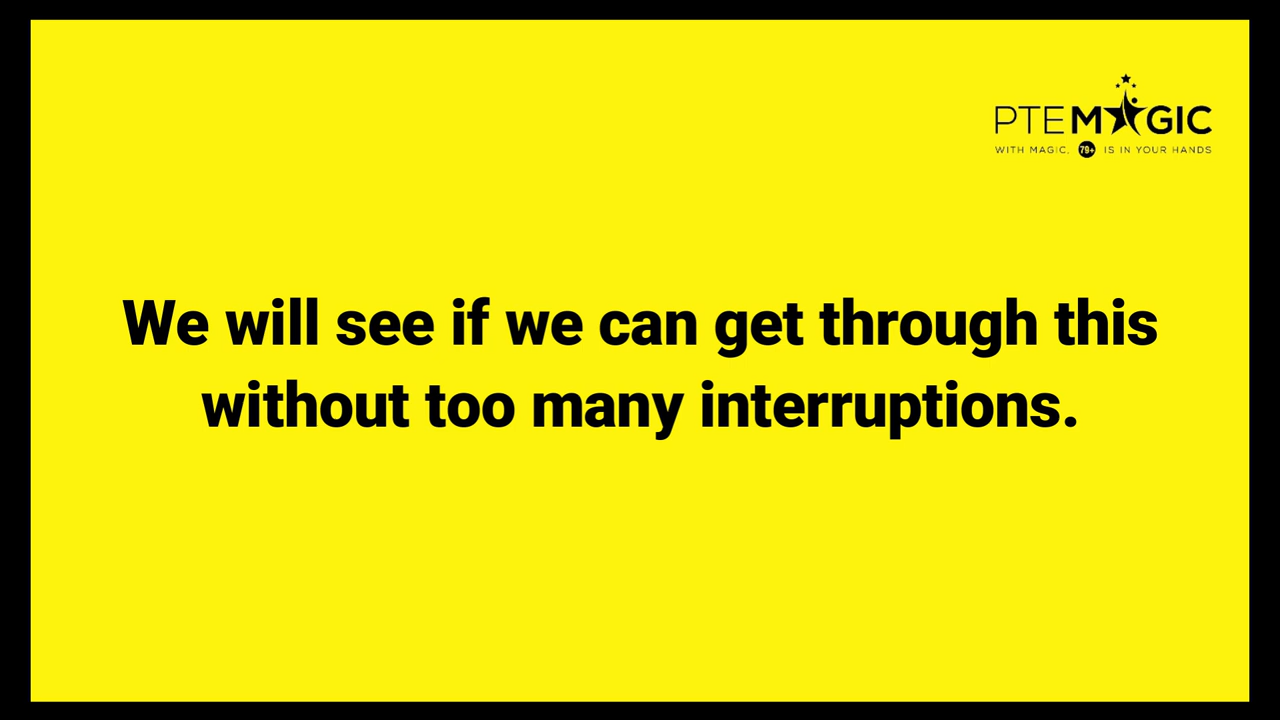 PTEMAGIC
WITH MAGIC, 79+ IS IN YOUR HANDS
We will see if we can get through this
without too many interruptions.